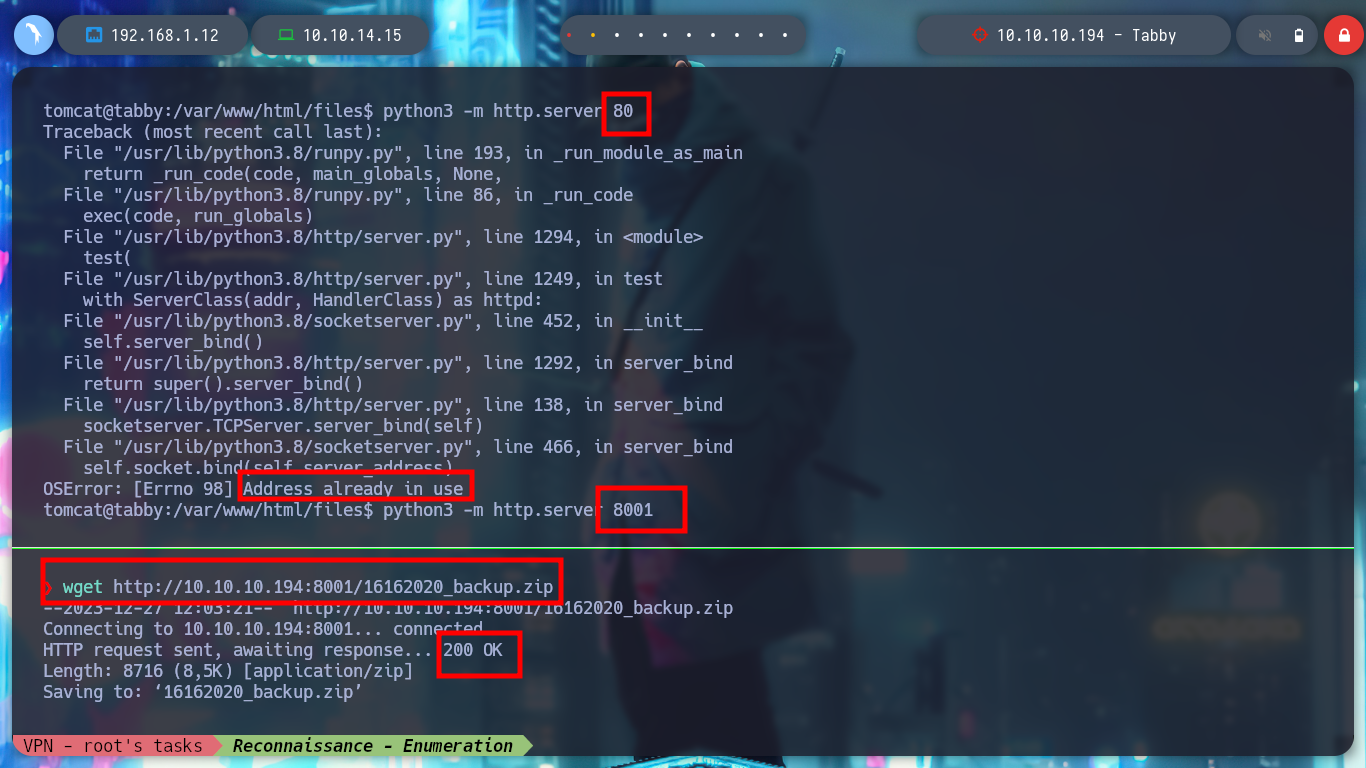 192.168.1.12
10.10.14.15
10.10.10.194 - Tabby
tomcat@tabby:/var/www/html/files$ python3 -m http.server 80
Traceback (most recent call last):
  File "/usr/lib/python3.8/runpy.py", line 193, in _run_module_as_main
    return _run_code(code, main_globals, None,
  File "/usr/lib/python3.8/runpy.py", line 86, in _run_code
    exec(code, run_globals)
  File "/usr/lib/python3.8/http/server.py", line 1294, in <module>
    test(
  File "/usr/lib/python3.8/http/server.py", line 1249, in test
    with ServerClass(addr, HandlerClass) as httpd:
  File "/usr/lib/python3.8/socketserver.py", line 452, in __init__
    self.server_bind()
  File "/usr/lib/python3.8/http/server.py", line 1292, in server_bind
    return super().server_bind()
  File "/usr/lib/python3.8/http/server.py", line 138, in server_bind
    socketserver.TCPServer.server_bind(self)
  File "/usr/lib/python3.8/socketserver.py", line 466, in server_bind
    self.socket.bind(self.server_address)
OSError: [Errno 98] Address already in use
tomcat@tabby:/var/www/html/files$ python3 -m http.server 8001
❯ wget http://10.10.10.194:8001/16162020_backup.zip
--2023-12-27 12:03:21--  http://10.10.10.194:8001/16162020_backup.zip
Connecting to 10.10.10.194:8001... connected.
HTTP request sent, awaiting response... 200 OK
Length: 8716 (8,5K) [application/zip]
Saving to: ‘16162020_backup.zip’
VPN - root's tasks
Reconnaissance - Enumeration